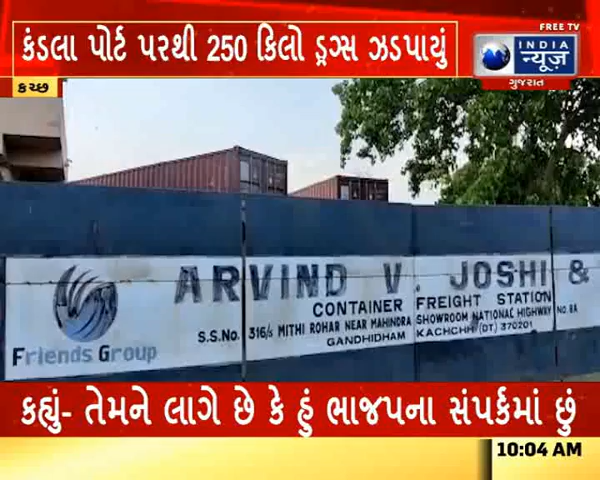 FREE TV
કંડલા પોર્ટ પરથી 250 કિલો ડ્રગ્સ ઝડપાયું
INDIA
न्यूज़
ગુજરાત
કચ્છ
ARVIND V. JOSHI &
CONTAINER FREIGHT STATION
S.S.No. 316/5 MITHI ROHAR NEAR MAHINDRA SHOWROOM NATIONAL HIGHWAY No. 8A
GANDHIDHAM KACHCHH (DT.) 370201.
Friends Group
કહ્યું- તેમને લાગે છે કે હું ભાજપના સંપર્કમાં છું
10:04 AM